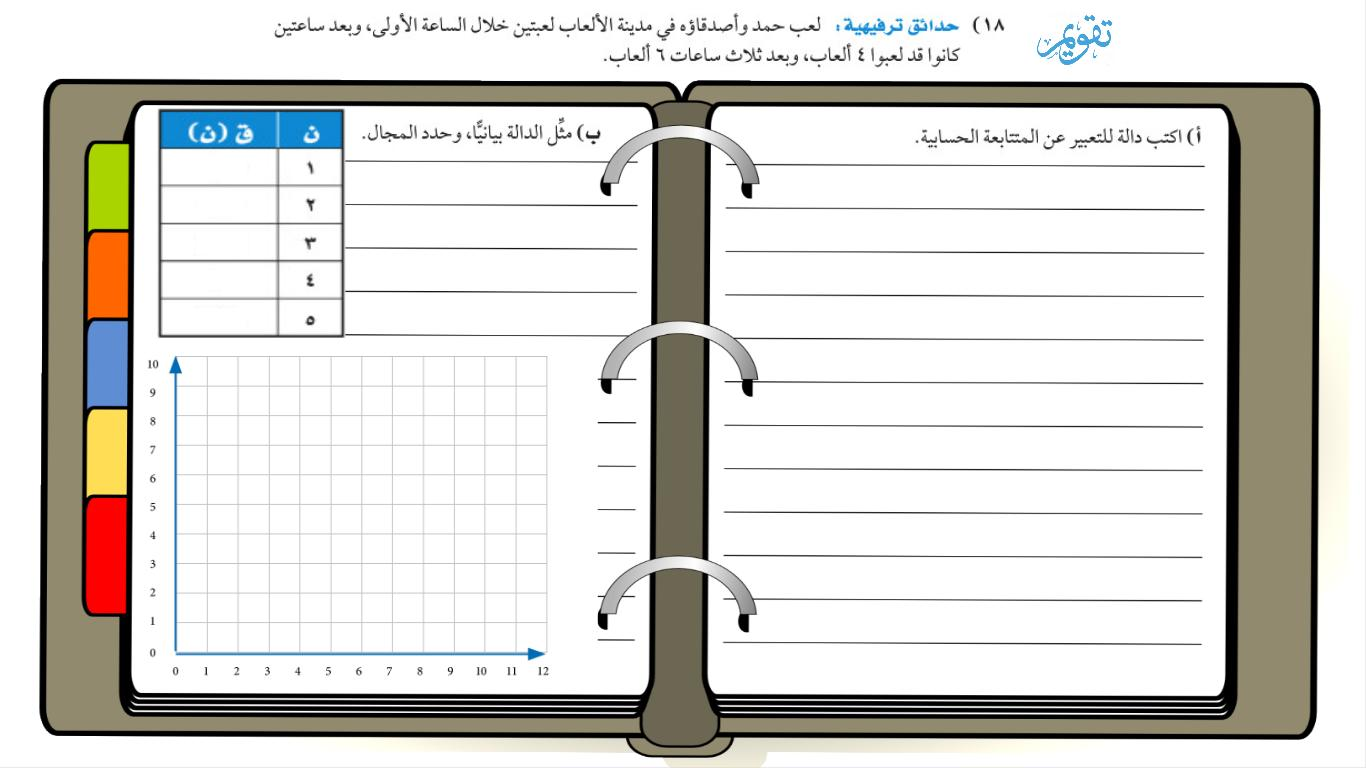 تقويم
١٨) حدائق ترفيهية: لعب حمد وأصدقاؤه في مدينة الألعاب لعبتين خلال الساعة الأولى، وبعد ساعتين
كانوا قد لعبوا ٤ ألعاب، وبعد ثلاث ساعات ٦ ألعاب.
أ) اكتب دالة للتعبير عن المتتابعة الحسابية.
ب) مثِّل الدالة بيانيًّا، وحدد المجال.
ن ق (ن)
١
٢
٣
٤
٥
10
9
8
7
6
5
4
3
2
1
0
0 1 2 3 4 5 6 7 8 9 10 11 12